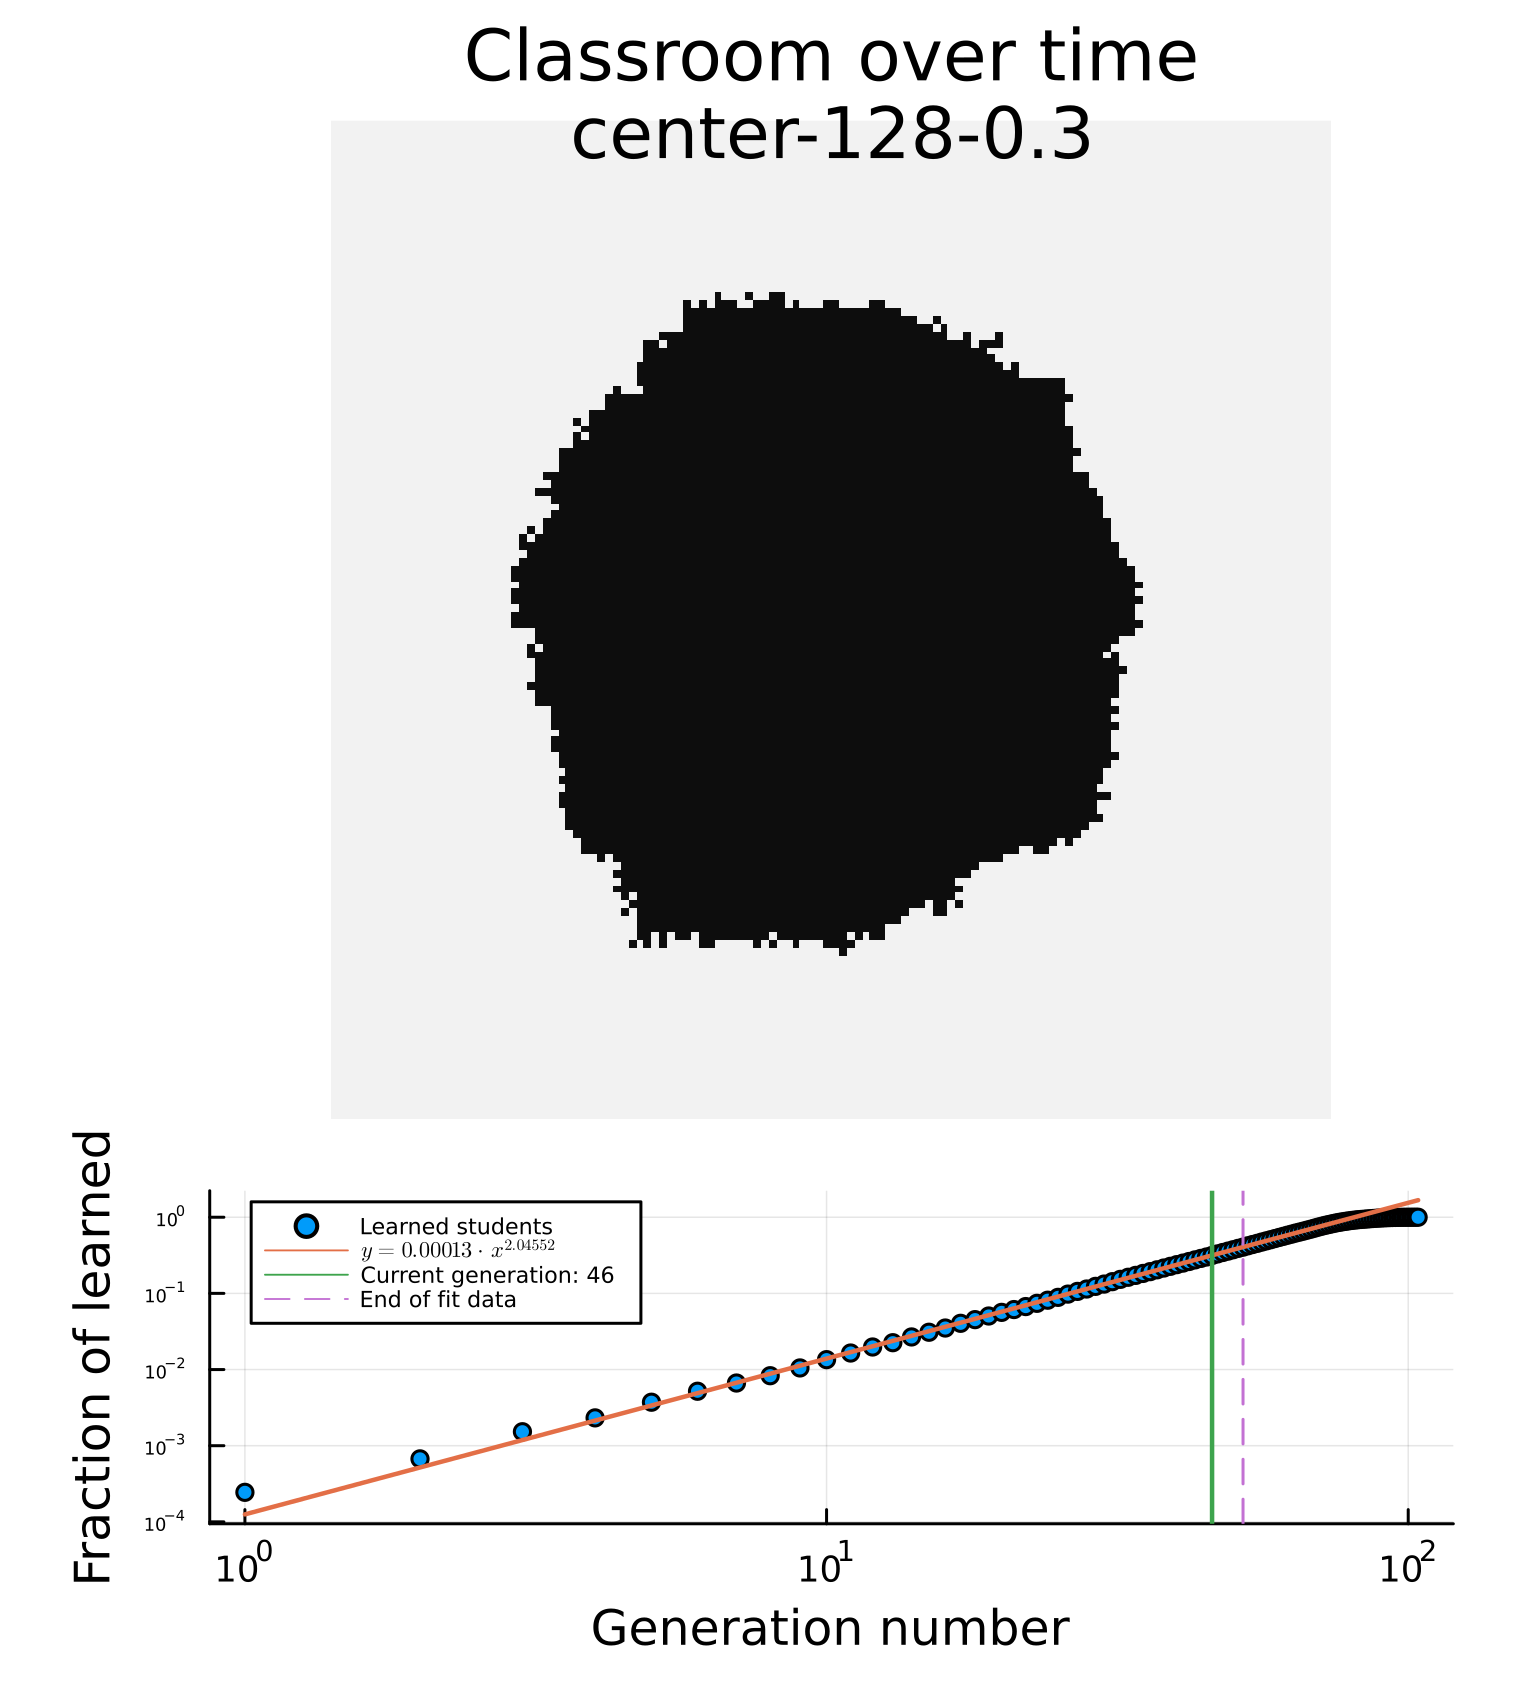 Classroom over time
center-128-0.3
Fraction of learned
10^0
10^-1
10^-2
10^-3
10^-4
Learned students
y = 0.00013 · x^2.04552
Current generation: 46
End of fit data
10^0 10^1 10^2
Generation number